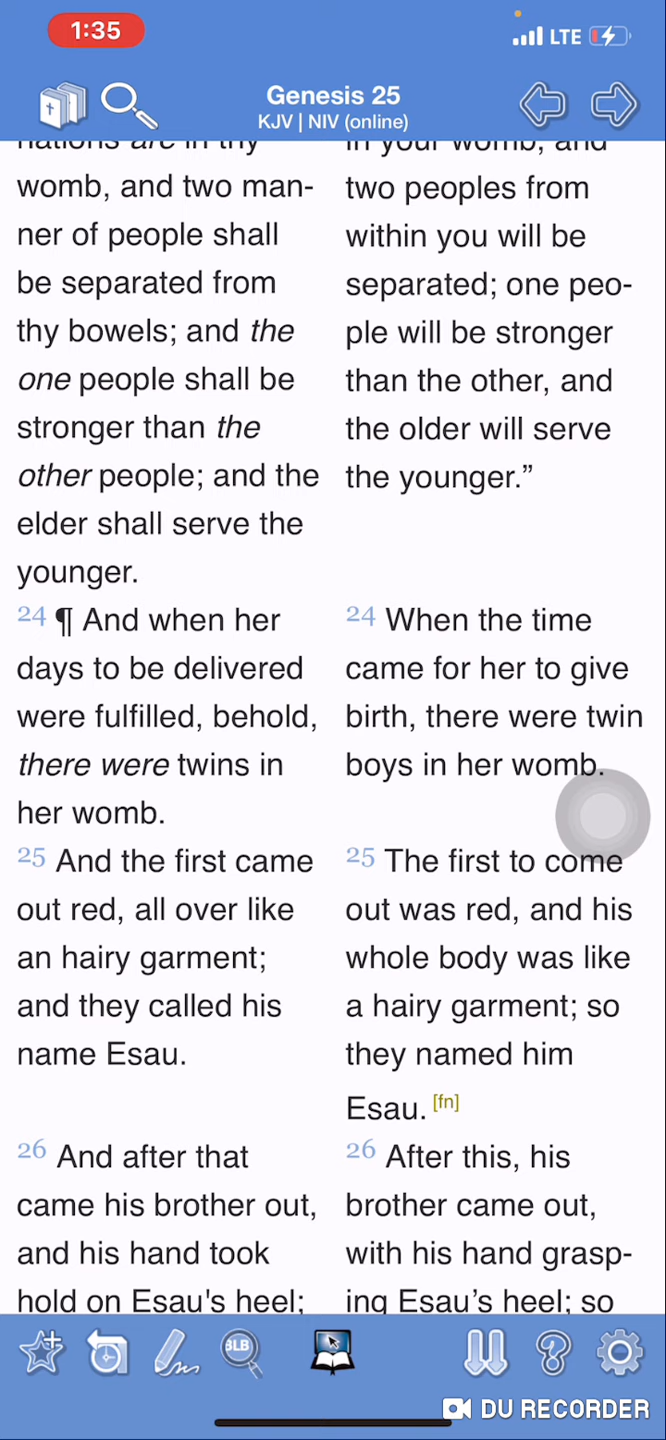 1:35
LTE
Genesis 25
KJV | NIV (online)
nations are in thy
womb, and two man-
ner of people shall
be separated from
thy bowels; and the
one people shall be
stronger than the
other people; and the
elder shall serve the
younger.
24 ¶ And when her
days to be delivered
were fulfilled, behold,
there were twins in
her womb.
25 And the first came
out red, all over like
an hairy garment;
and they called his
name Esau.
26 And after that
came his brother out,
and his hand took
hold on Esau's heel;
in your womb, and
two peoples from
within you will be
separated; one peo-
ple will be stronger
than the other, and
the older will serve
the younger.”
24 When the time
came for her to give
birth, there were twin
boys in her womb.
25 The first to come
out was red, and his
whole body was like
a hairy garment; so
they named him
Esau. [fn]
26 After this, his
brother came out,
with his hand grasp-
ing Esau’s heel; so
BLB
DU RECORDER